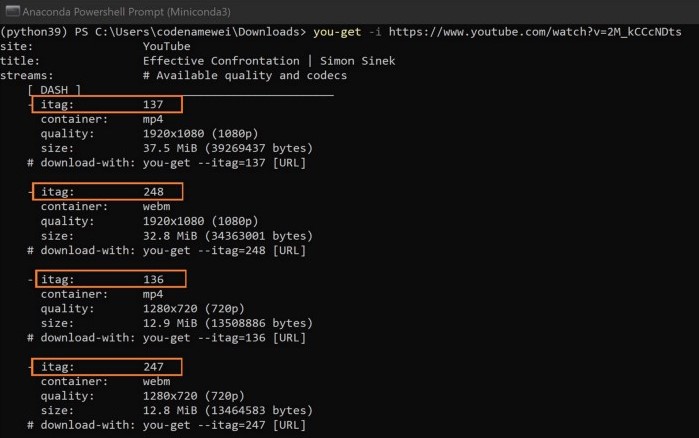 Anaconda Powershell Prompt (Miniconda3)
(python39) PS C:\Users\codenamewei\Downloads> you-get -i https://www.youtube.com/watch?v=2M_kCCcNDts
site:                YouTube
title:               Effective Confrontation | Simon Sinek
streams:             # Available quality and codecs
    [ DASH ] ____________________________________
    - itag:          137
      container:     mp4
      quality:       1920x1080 (1080p)
      size:          37.5 MiB (39269437 bytes)
    # download-with: you-get --itag=137 [URL]
    - itag:          248
      container:     webm
      quality:       1920x1080 (1080p)
      size:          32.8 MiB (34363001 bytes)
    # download-with: you-get --itag=248 [URL]
    - itag:          136
      container:     mp4
      quality:       1280x720 (720p)
      size:          12.9 MiB (13508886 bytes)
    # download-with: you-get --itag=136 [URL]
    - itag:          247
      container:     webm
      quality:       1280x720 (720p)
      size:          12.8 MiB (13464583 bytes)
    # download-with: you-get --itag=247 [URL]